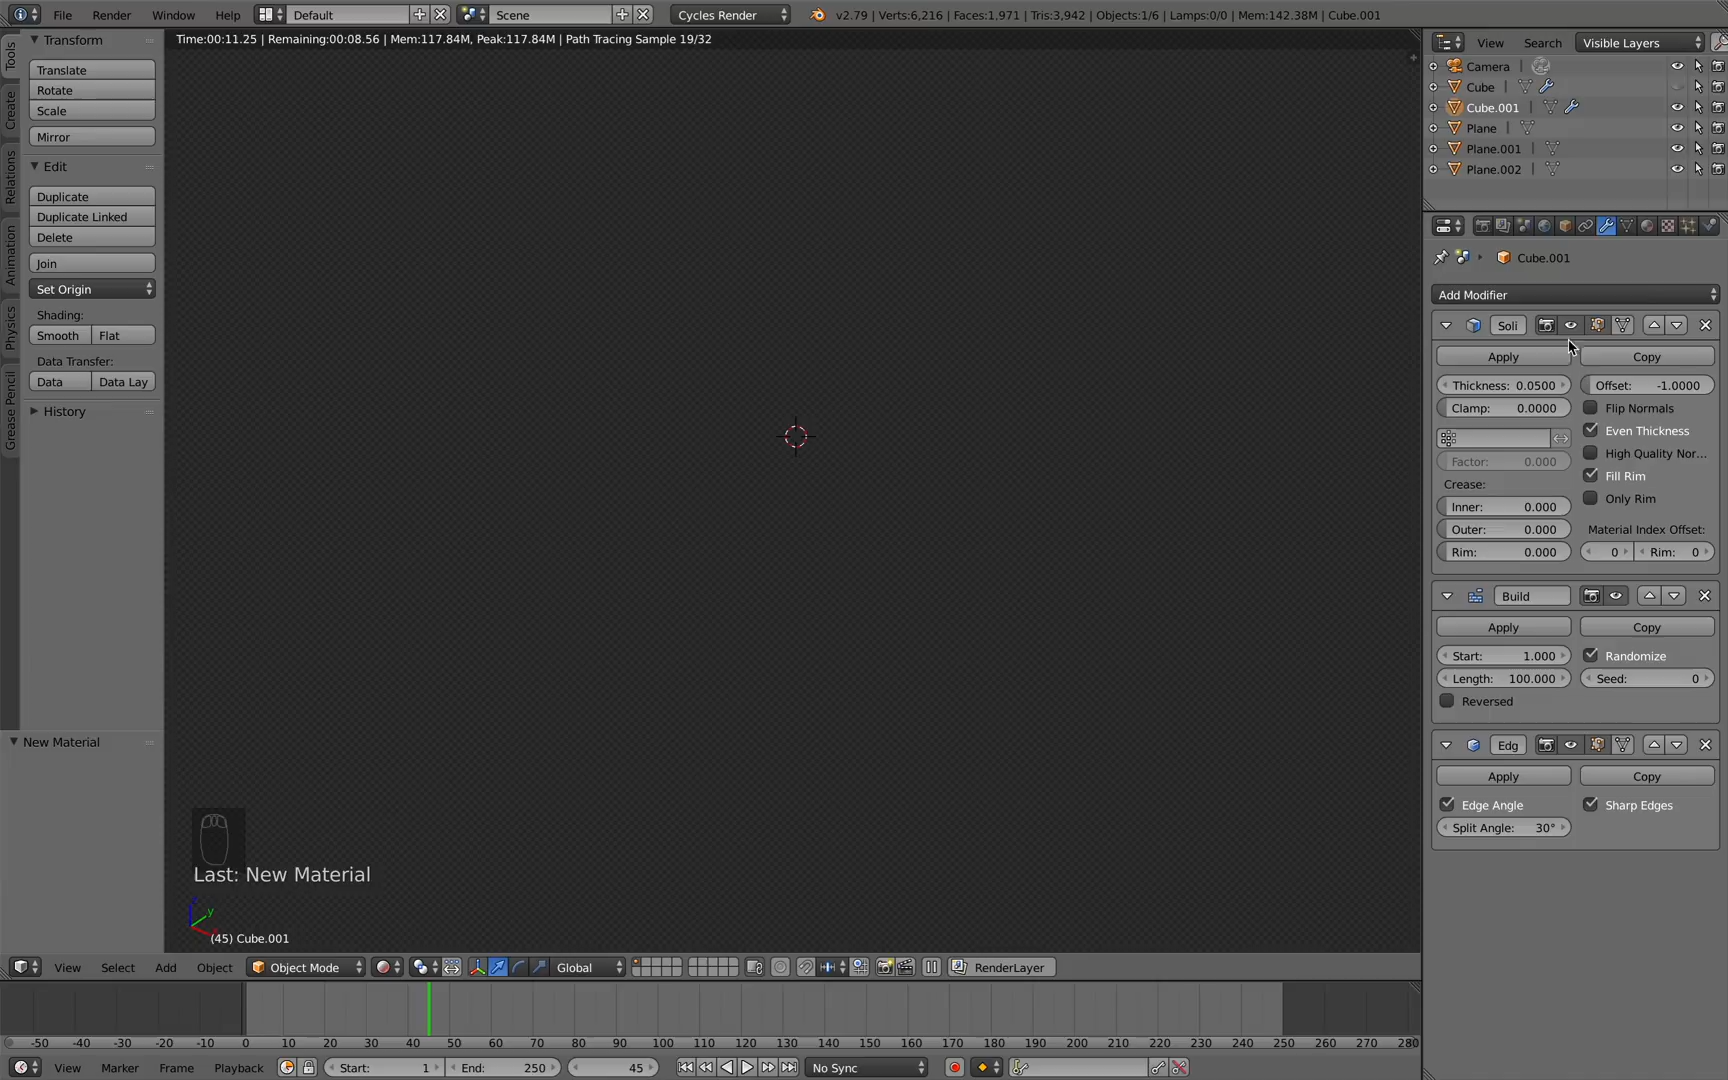 File Render Window Help Default Scene Cycles Render v2.79 | Verts:6,216 | Faces:1,971 | Tris:3,942 | Objects:1/6 | Lamps:0/0 | Mem:142.38M | Cube.001
Time:00:11.25 | Remaining:00:08.56 | Mem:117.84M, Peak:117.84M | Path Tracing Sample 19/32
Tools
Create
Relations
Animation
Physics
Grease Pencil
Transform
Translate
Rotate
Scale
Mirror
Edit
Duplicate
Duplicate Linked
Delete
Join
Set Origin
Shading:
Smooth Flat
Data Transfer:
Data Data Lay
History
New Material
Last: New Material
z
y
(45) Cube.001
View Select Add Object Object Mode Global RenderLayer
-50 -40 -30 -20 -10 0 10 20 30 40 50 60 70 80 90 100 110 120 130 140 150 160 170 180 190 200 210 220 230 240 250 260 270 280
View Marker Frame Playback Start: 1 End: 250 45 No Sync
View Search Visible Layers
Camera
Cube
Cube.001
Plane
Plane.001
Plane.002
Cube.001
Add Modifier
Soli
Apply Copy
Thickness: 0.0500 Offset: -1.0000
Clamp: 0.0000 Flip Normals
Even Thickness
High Quality Nor...
Factor: 0.000
Fill Rim
Crease:
Only Rim
Inner: 0.000
Outer: 0.000 Material Index Offset:
Rim: 0.000 0 Rim: 0
Build
Apply Copy
Start: 1.000 Randomize
Length: 100.000 Seed: 0
Reversed
Edg
Apply Copy
Edge Angle Sharp Edges
Split Angle: 30°